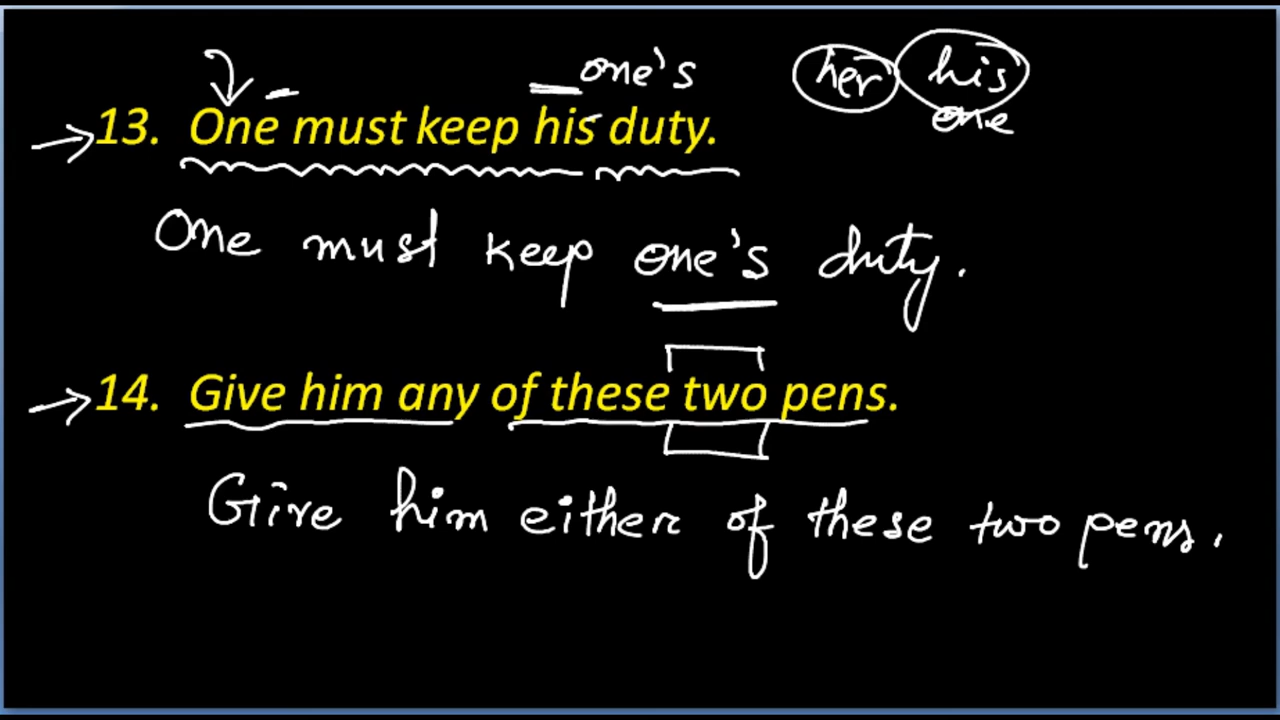 one's her his
one
13. One must keep his duty.
One must keep one's duty.
14. Give him any of these two pens.
Give him either of these two pens.